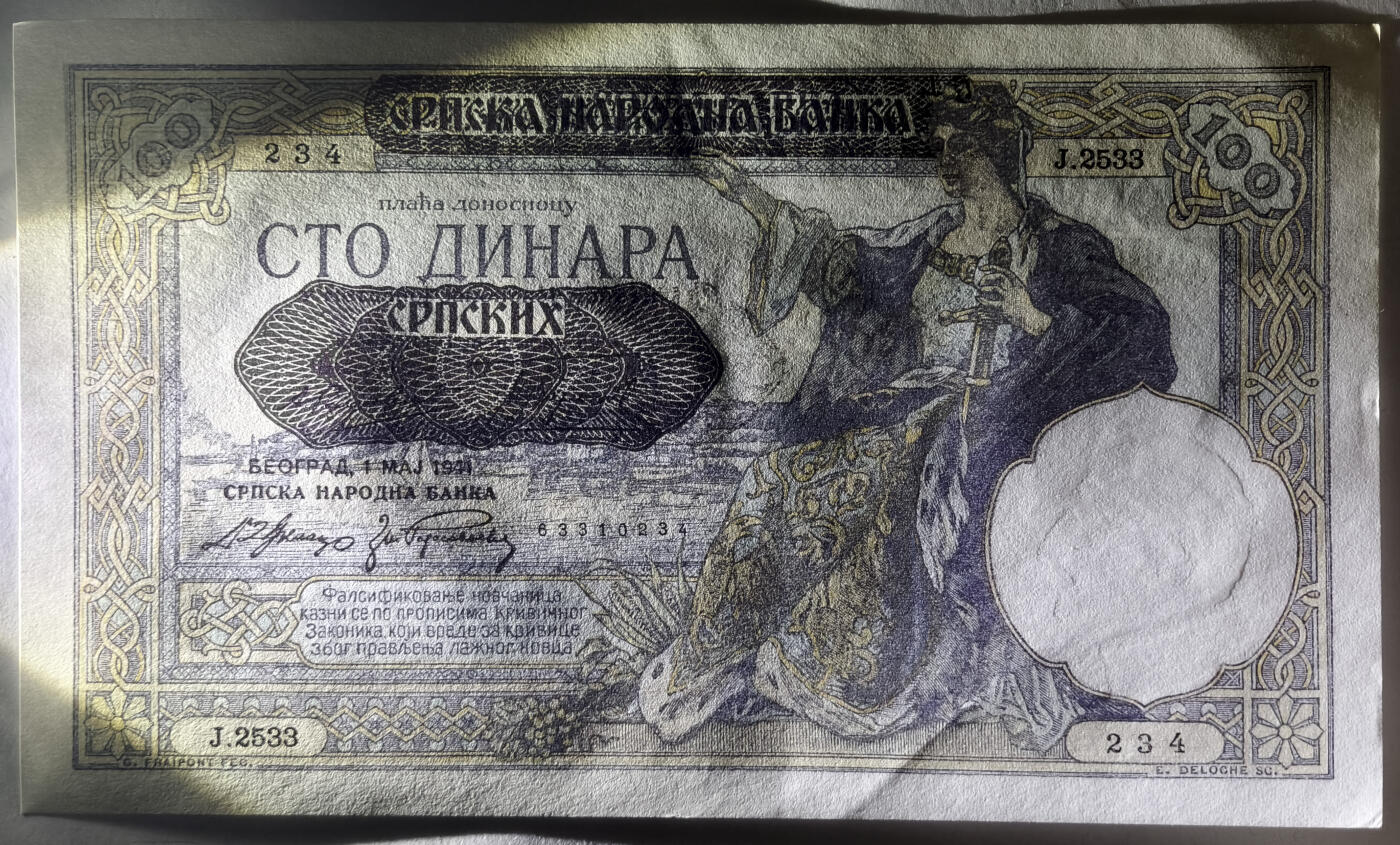 СРПСКА НАРОДНА БАНКА
100
234
J.2533
100
плаћа доносиоцу
СТО ДИНАРА
СРПСКИХ
БЕОГРАД, 1 МАЈ 1941
СРПСКА НАРОДНА БАНКА
63310234
Фалсификовање новчаница
казни се по прописима Кривичног
Законика, који вреде за кривице
због прављења лажног новца
J.2533
234
G. FRAIPONT FEC.
E. DELOCHE SC.